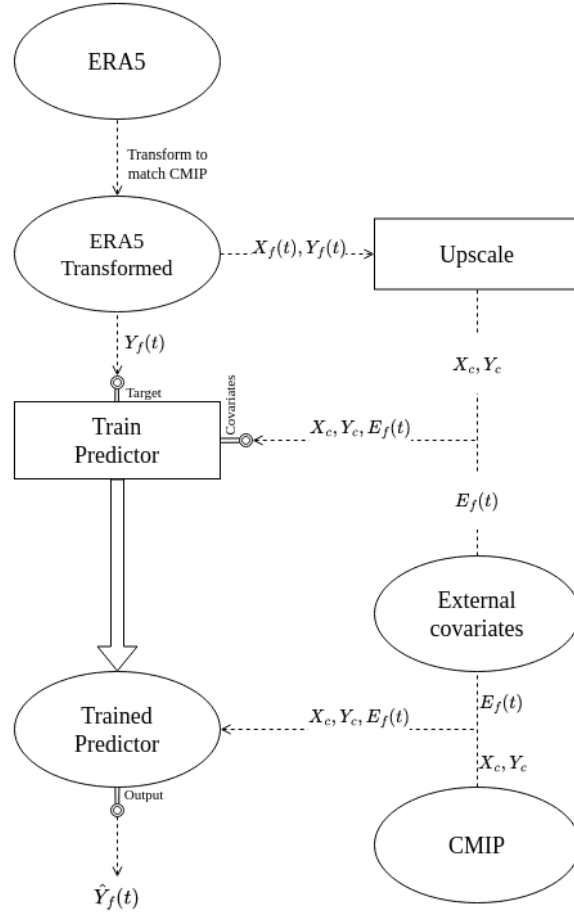 ERA5
Transform to
match CMIP
ERA5
Transformed
X_f(t), Y_f(t)
Upscale
Y_f(t)
X_c, Y_c
Target
Covariates
Train
Predictor
X_c, Y_c, E_f(t)
E_f(t)
External
covariates
Trained
Predictor
X_c, Y_c, E_f(t)
E_f(t)
X_c, Y_c
Output
CMIP
Ŷ_f(t)